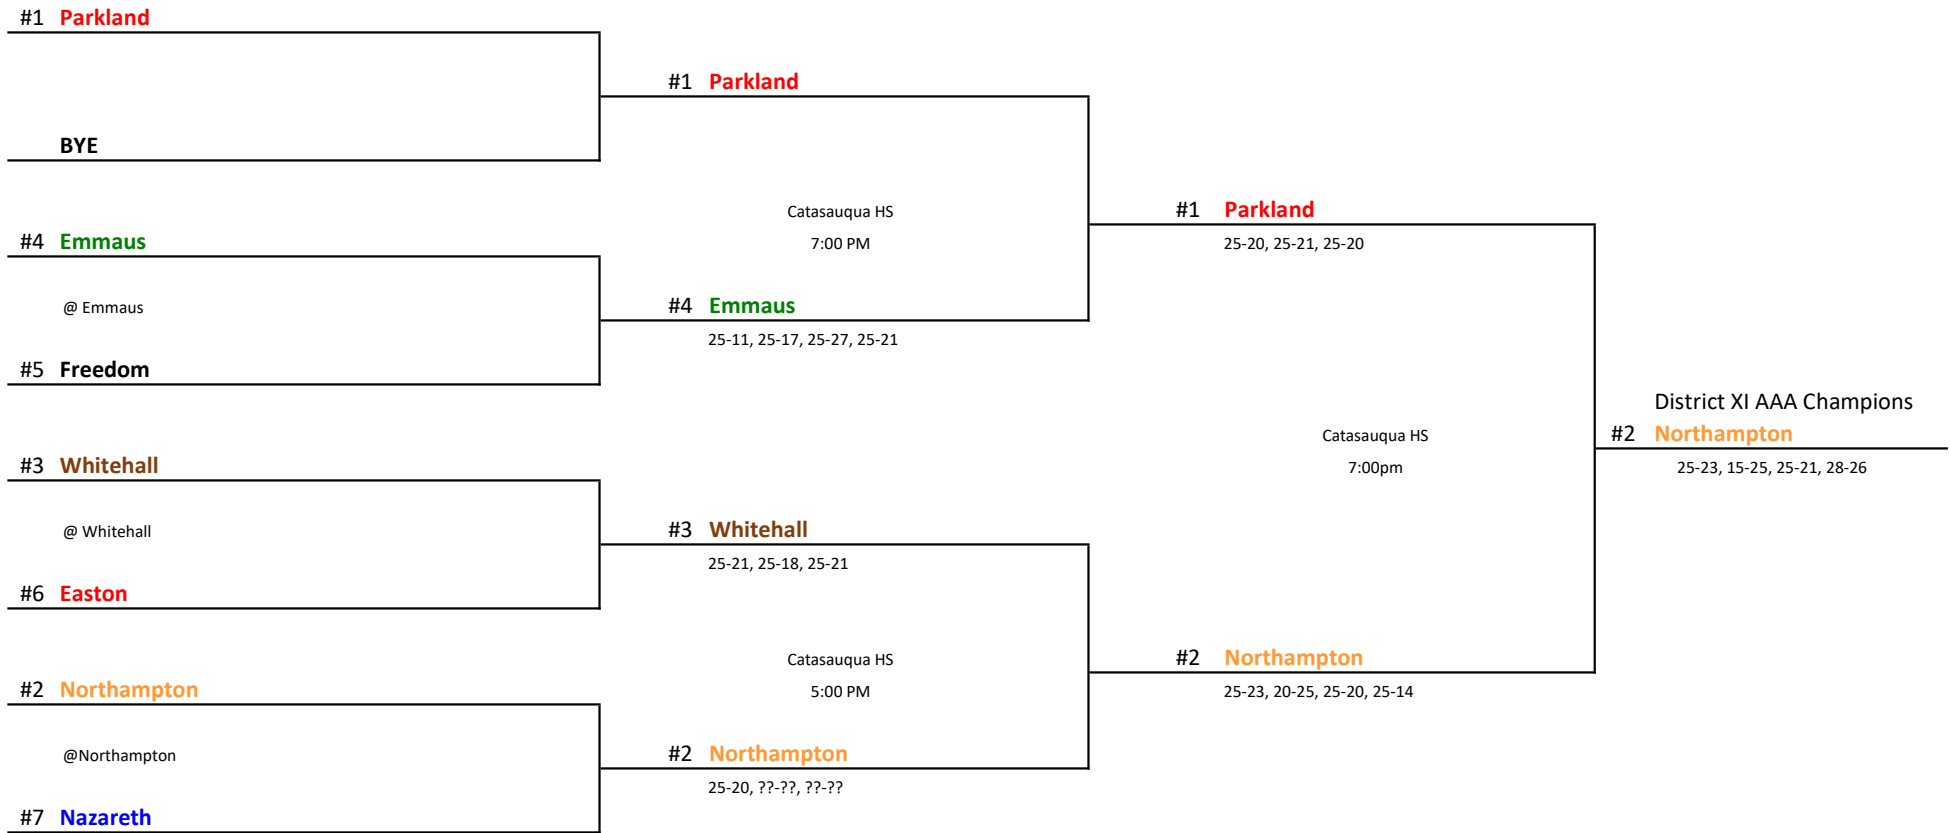 #1 Parkland
BYE
#4 Emmaus
@ Emmaus
#5 Freedom
#3 Whitehall
@ Whitehall
#6 Easton
#2 Northampton
@Northampton
#7 Nazareth
#1 Parkland
Catasauqua HS
7:00 PM
#4 Emmaus
25-11, 25-17, 25-27, 25-21
#3 Whitehall
25-21, 25-18, 25-21
Catasauqua HS
5:00 PM
#2 Northampton
25-20, ??-??, ??-??
#1 Parkland
25-20, 25-21, 25-20
Catasauqua HS
7:00pm
#2 Northampton
25-23, 20-25, 25-20, 25-14
District XI AAA Champions
#2 Northampton
25-23, 15-25, 25-21, 28-26